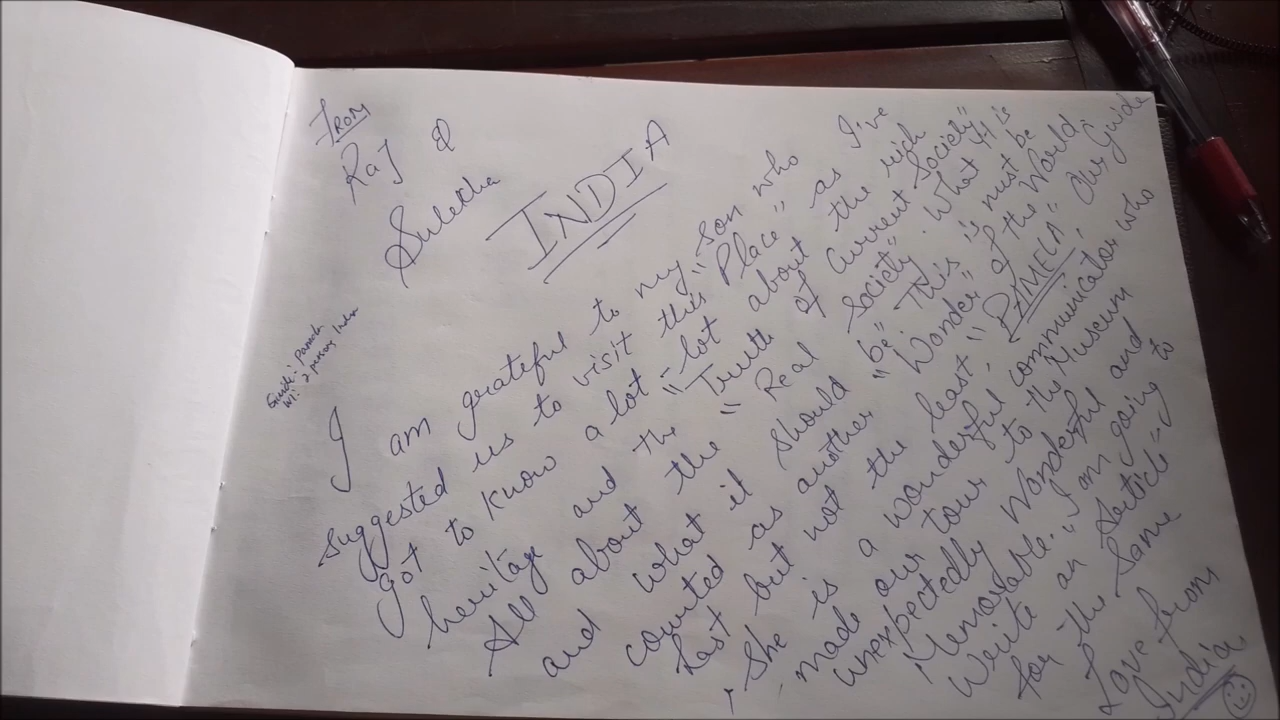 FROM
RaJ &
Sulekha
INDIA
Guide: Pamela
I am grateful to my "Son who
suggested us to visit this Place" as I've
got to know a lot "lot about the rich
heritage and the "Truth of Current Society"
All about the "Real Society". What it is
and what it should "be". This is must be
counted as another "Wonder" of the World
Last but not the least, "PAMELA" Our Guide
She is a wonderful communicator who
made our tour to the Museum
unexpectedly Wonderful and
Memorable. "I am going to
Write an Article"
for the same
Love from
India